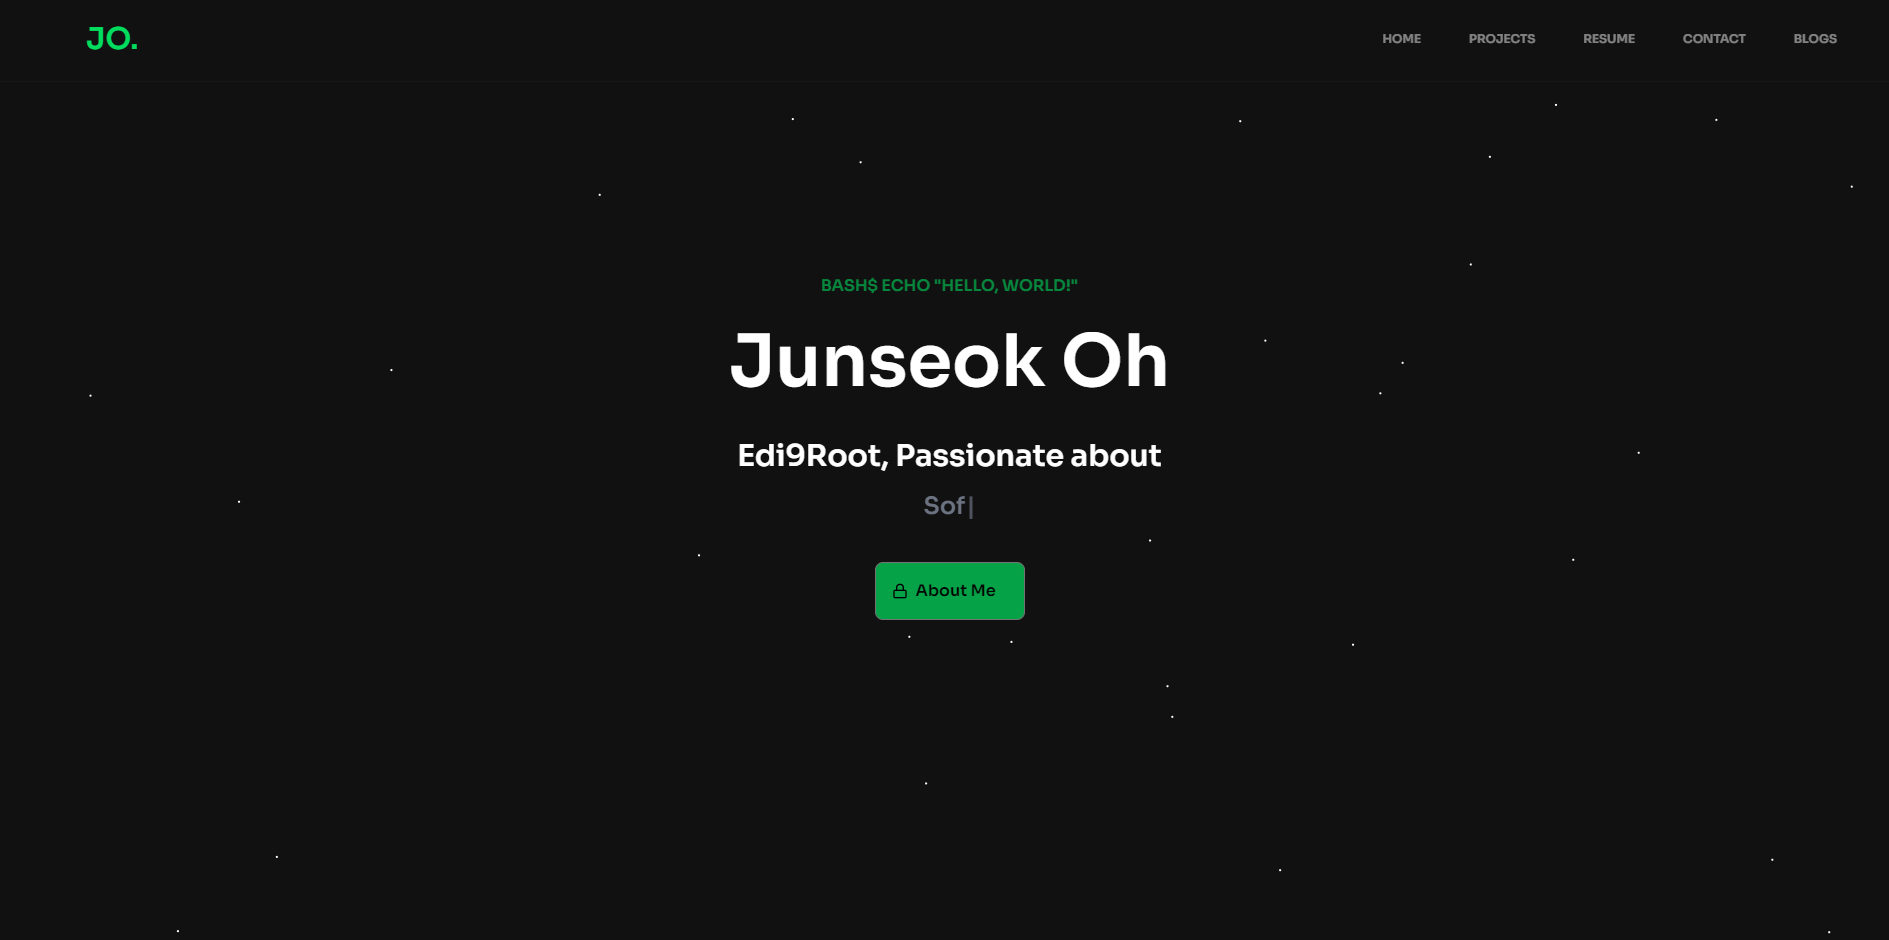 JO.
HOME PROJECTS RESUME CONTACT BLOGS
BASH$ ECHO "HELLO, WORLD!"
Junseok Oh
Edi9Root, Passionate about
Sof|
About Me